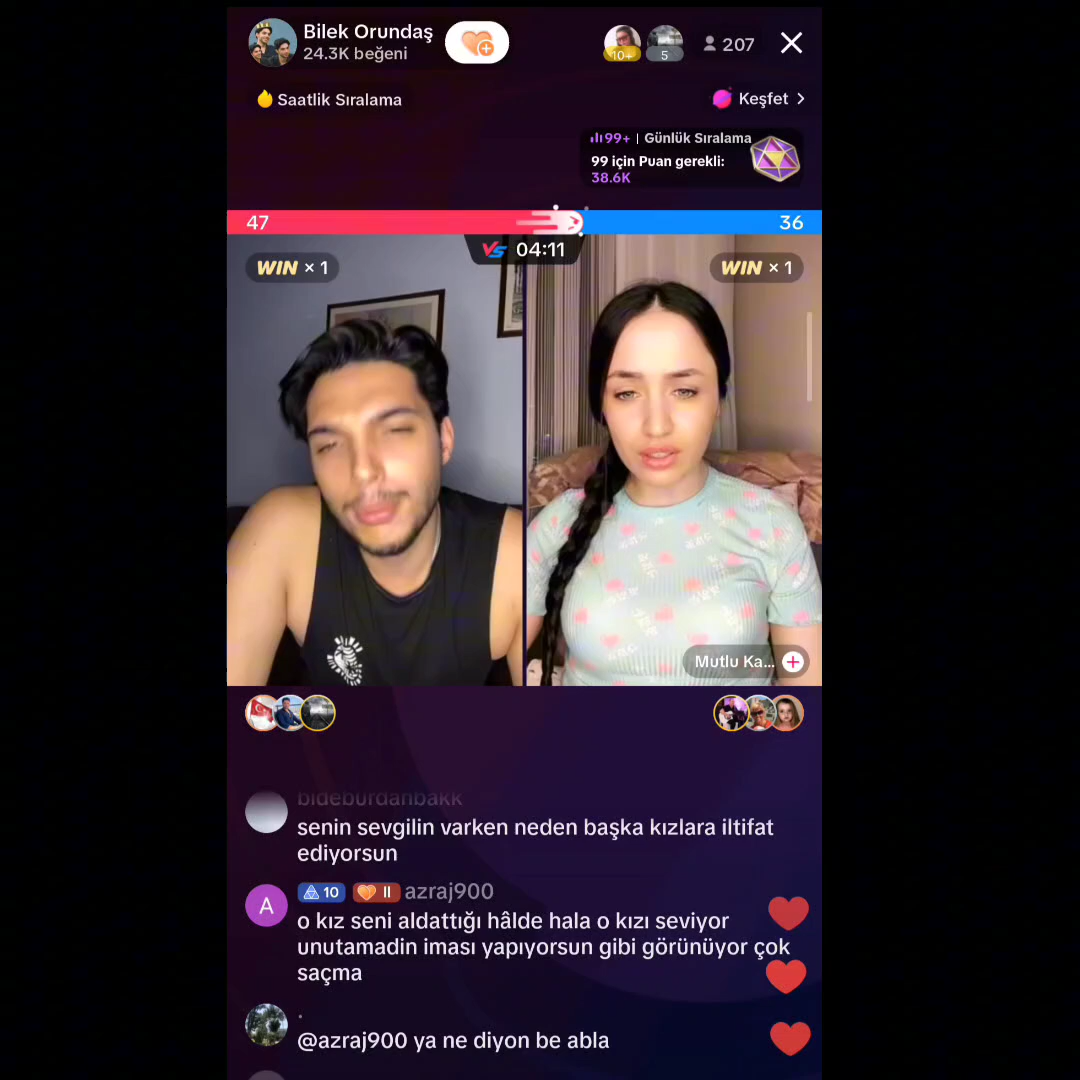 Bilek Orundaş
24.3K beğeni
10+
5
207
Saatlik Sıralama
Keşfet
99+ | Günlük Sıralama
99 için Puan gerekli:
38.6K
47
36
VS 04:11
WIN × 1
WIN × 1
Mutlu Ka...
bideburdanbakk
senin sevgilin varken neden başka kızlara iltifat
ediyorsun
A
10
II
azraj900
o kız seni aldattığı hâlde hala o kızı seviyor
unutamadin iması yapıyorsun gibi görünüyor çok
saçma
.
@azraj900 ya ne diyon be abla